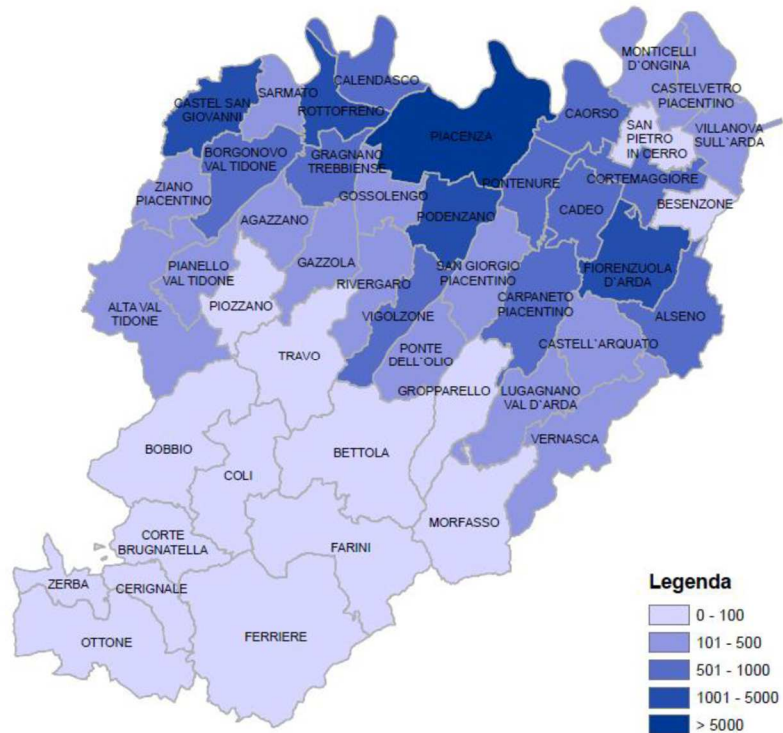 MONTICELLI
D'ONGINA
CALENDASCO
SARMATO
CASTELVETRO
PIACENTINO
CASTEL SAN
GIOVANNI
ROTTOFRENO
CAORSO
SAN
PIETRO
IN CERRO
VILLANOVA
SULL'ARDA
PIACENZA
BORGONOVO
VAL TIDONE
GRAGNANO
TREBBIENSE
CORTEMAGGIORE
ZIANO
PIACENTINO
GOSSOLENGO
PONTENURE
BESENZONE
CADEO
PODENZANO
AGAZZANO
PIANELLO
VAL TIDONE
GAZZOLA
SAN GIORGIO
PIACENTINO
FIORENZUOLA
D'ARDA
RIVERGARO
ALTA VAL
TIDONE
PIOZZANO
CARPANETO
PIACENTINO
VIGOLZONE
ALSENO
CASTELL'ARQUATO
TRAVO
PONTE
DELL'OLIO
GROPPARELLO
LUGAGNANO
VAL D'ARDA
VERNASCA
BOBBIO
BETTOLA
COLI
MORFASSO
CORTE
BRUGNATELLA
FARINI
ZERBA
CERIGNALE
OTTONE
FERRIERE
Legenda
0 - 100
101 - 500
501 - 1000
1001 - 5000
> 5000